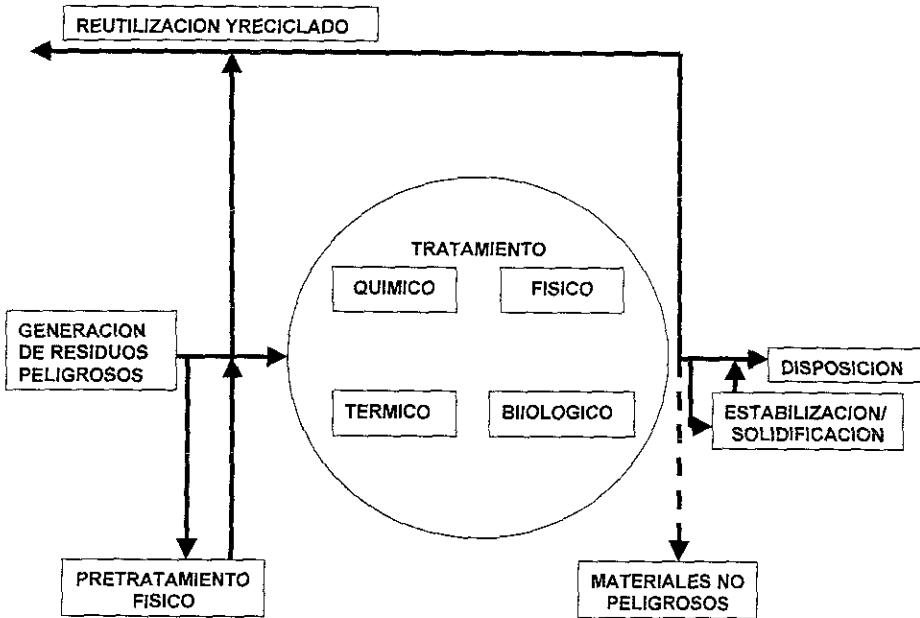 REUTILIZACION YRECICLADO
TRATAMIENTO
QUIMICO
FISICO
GENERACION
DE RESIDUOS
PELIGROSOS
DISPOSICION
TERMICO
BIIOLOGICO
ESTABILIZACION/
SOLIDIFICACION
PRETRATAMIENTO
FISICO
MATERIALES NO
PELIGROSOS